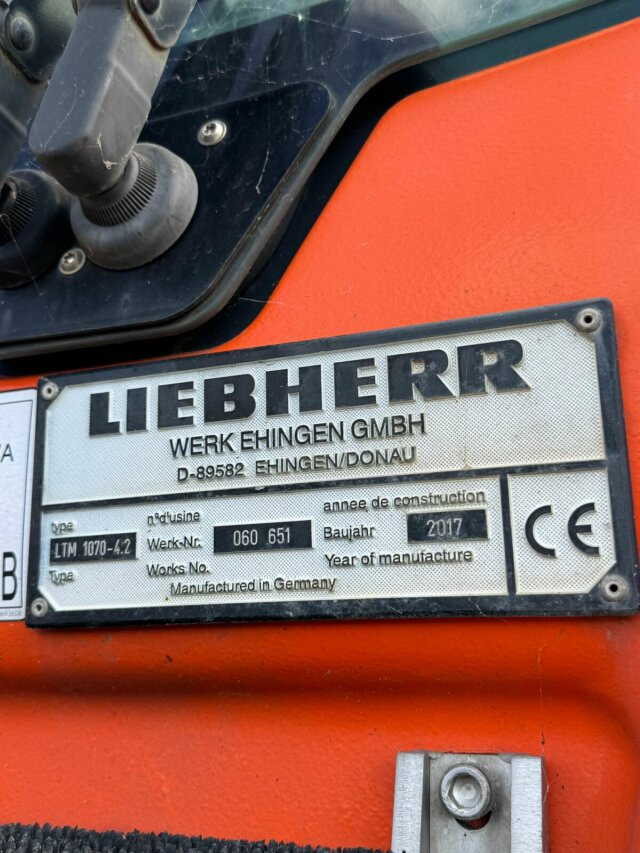 LIEBHERR
WERK EHINGEN GMBH
D-89582 EHINGEN/DONAU
type
LTM 1070-4.2
Type
n°d'usine
Werk-Nr.
Works No.
060 651
annee de construction
Baujahr
Year of manufacture
2017
Manufactured in Germany
CE
/A
B